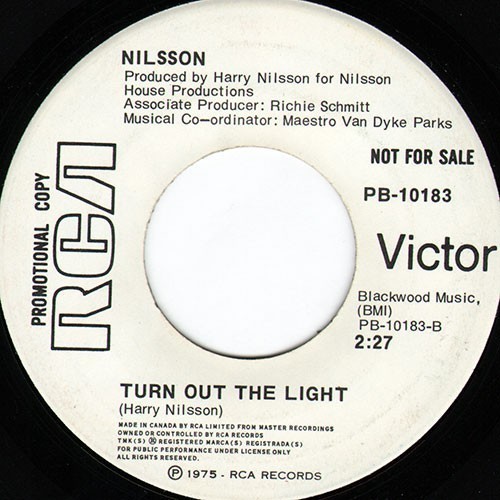 NILSSON
Produced by Harry Nilsson for Nilsson
House Productions
Associate Producer: Richie Schmitt
Musical Co-ordinator: Maestro Van Dyke Parks
NOT FOR SALE
PB-10183
PROMOTIONAL COPY
RCA
Victor
Blackwood Music,
(BMI)
PB-10183-B
2:27
TURN OUT THE LIGHT
(Harry Nilsson)
MADE IN CANADA BY RCA LIMITED FROM MASTER RECORDINGS
OWNED OR CONTROLLED BY RCA RECORDS
TMK(S) ® REGISTERED MARCA(S) REGISTRADA(S)
FOR PUBLIC PERFORMANCE UNDER LICENSE ONLY
ALL RIGHTS RESERVED.
℗ 1975 - RCA RECORDS